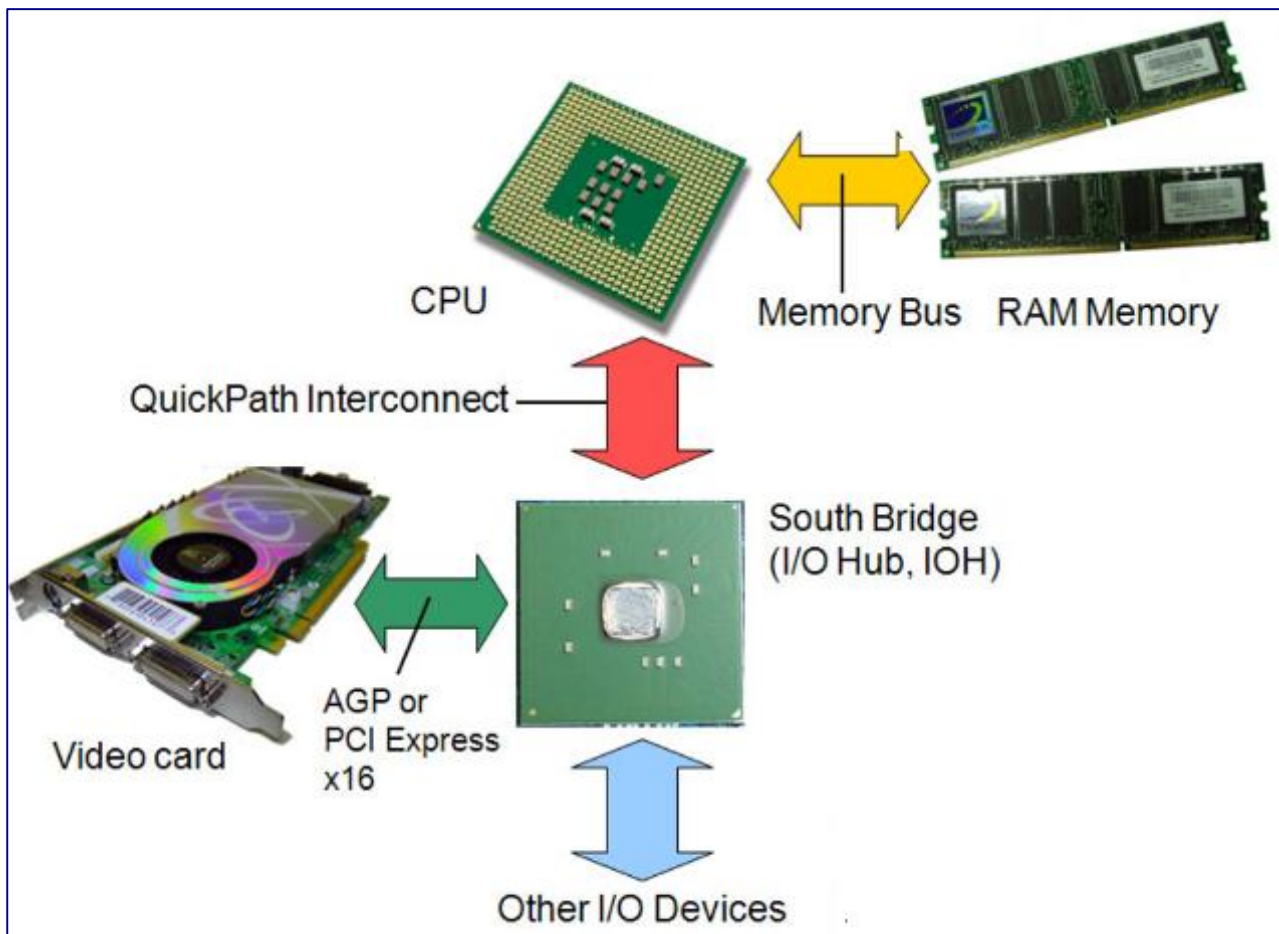 CPU
Memory Bus
RAM Memory
QuickPath Interconnect
South Bridge
(I/O Hub, IOH)
AGP or
PCI Express
x16
Video card
Other I/O Devices